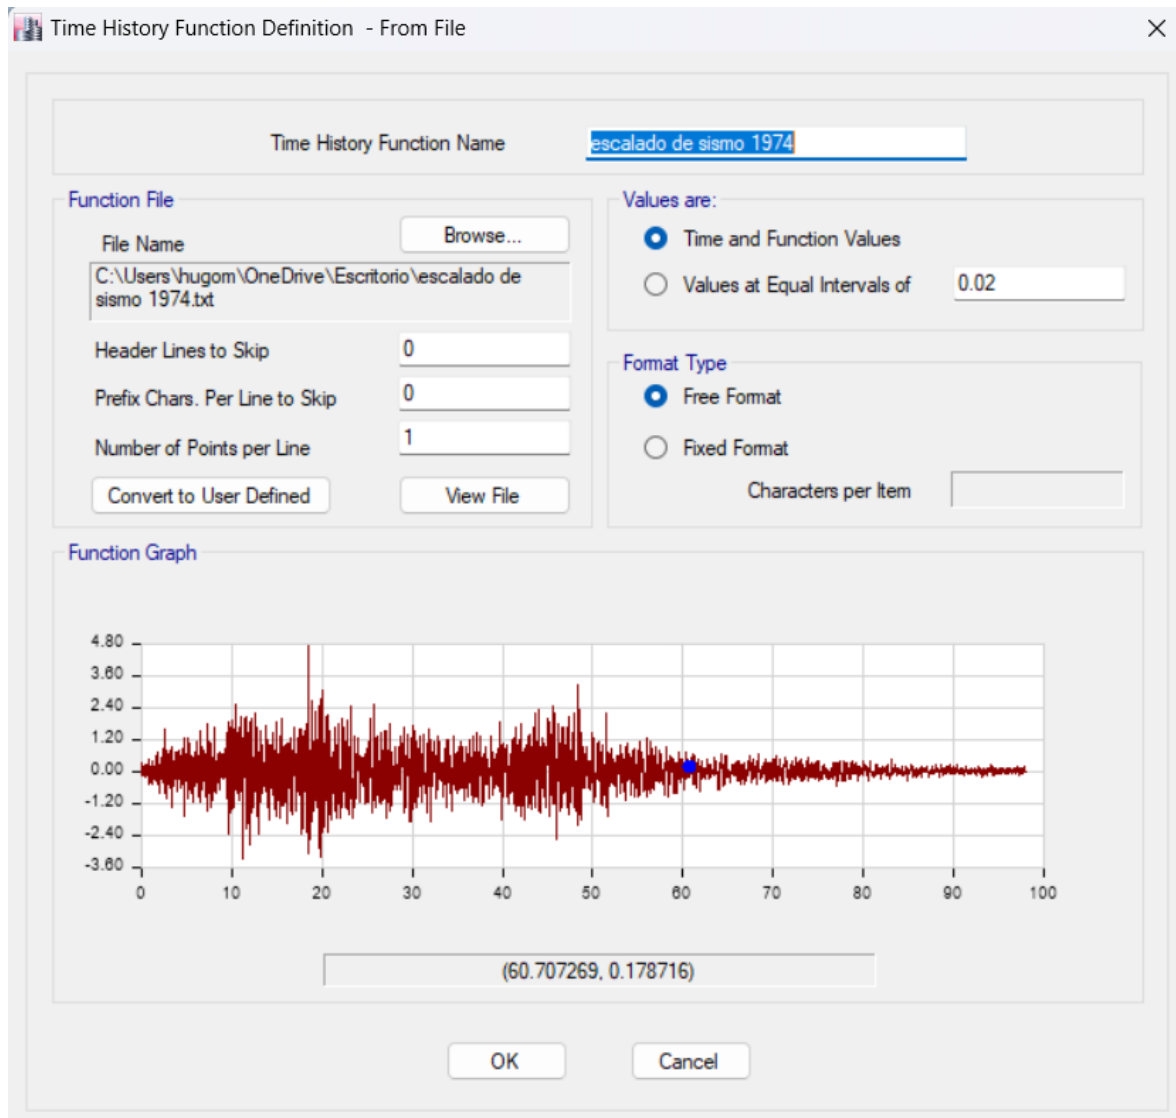 Time History Function Definition - From File
Time History Function Name
escalado de sismo 1974
Function File
File Name
Browse...
C:\Users\hugom\OneDrive\Escritorio\escalado de
sismo 1974.txt
Header Lines to Skip
0
Prefix Chars. Per Line to Skip
0
Number of Points per Line
1
Convert to User Defined
View File
Values are:
Time and Function Values
Values at Equal Intervals of
0.02
Format Type
Free Format
Fixed Format
Characters per Item
Function Graph
4.80
3.60
2.40
1.20
0.00
-1.20
-2.40
-3.60
0 10 20 30 40 50 60 70 80 90 100
(60.707269, 0.178716)
OK
Cancel